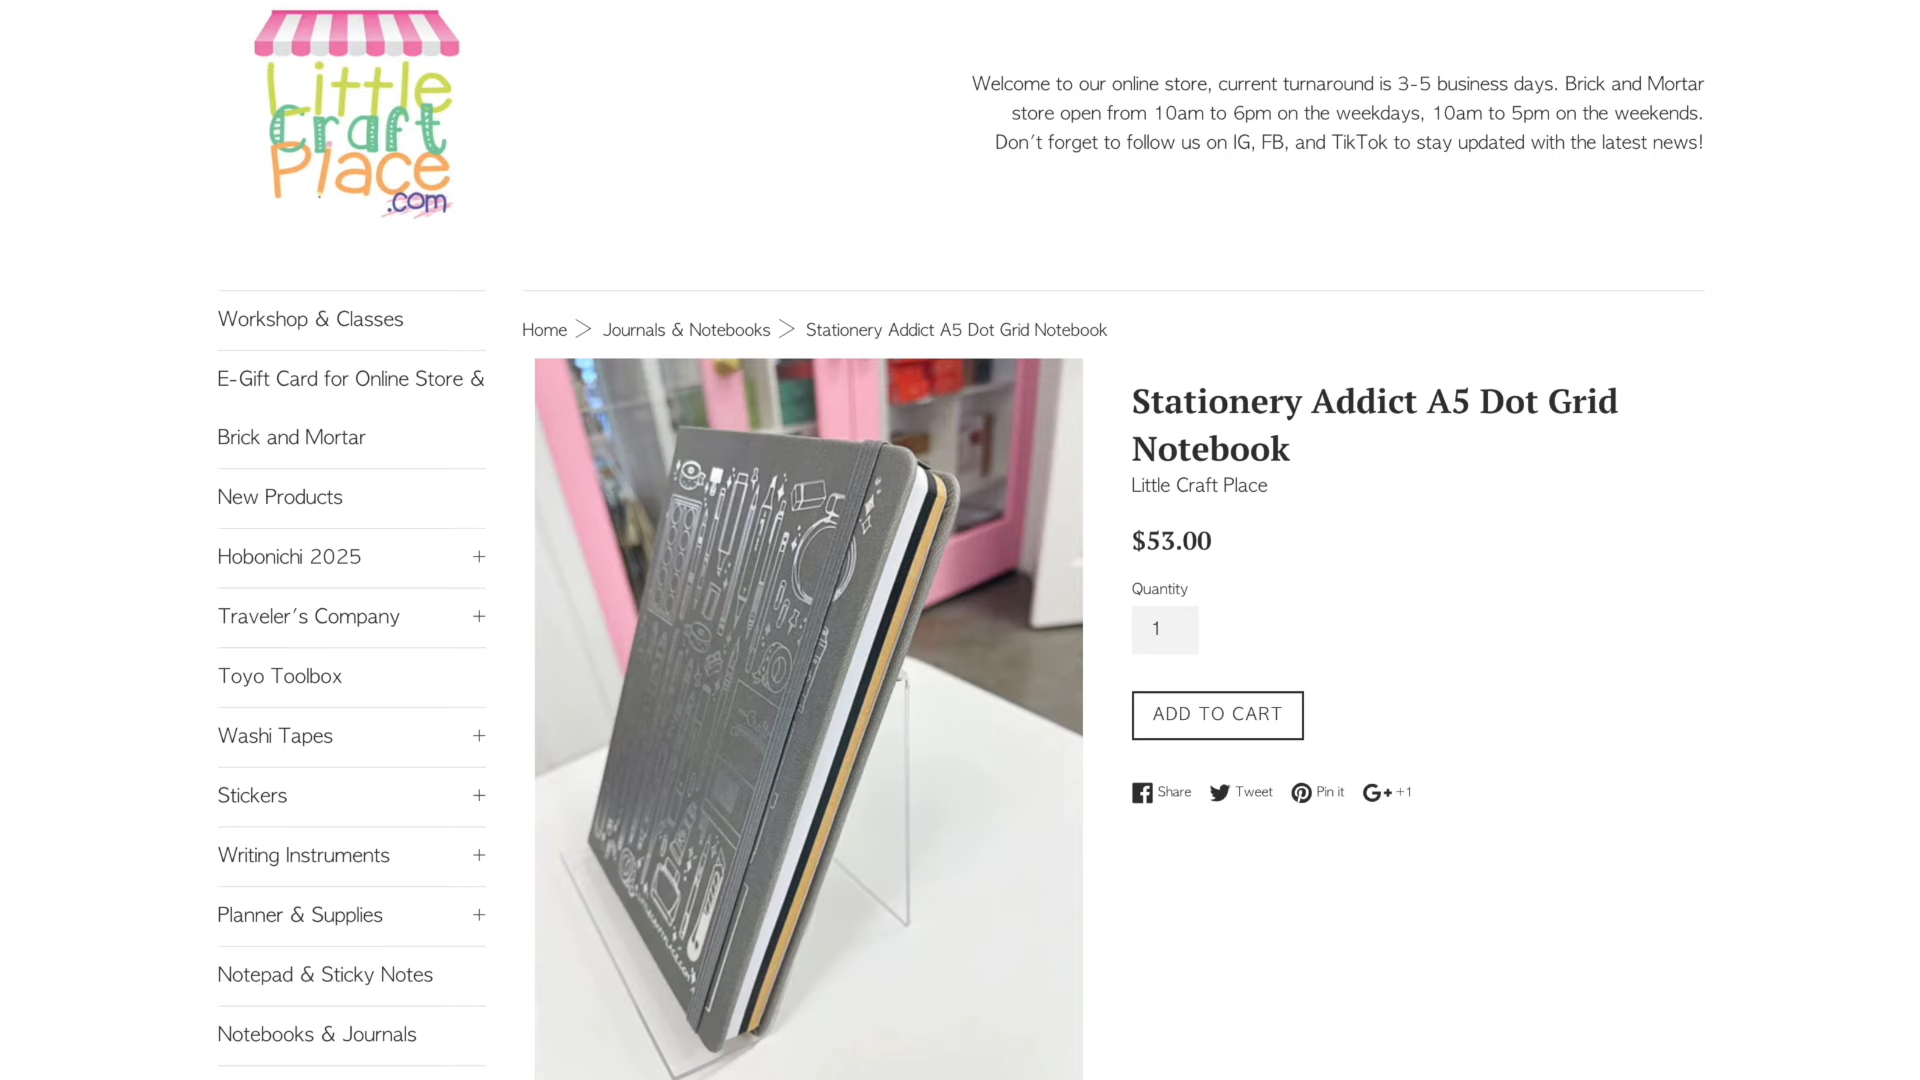 Little
Craft
Place
.com
Welcome to our online store, current turnaround is 3-5 business days. Brick and Mortar
store open from 10am to 6pm on the weekdays, 10am to 5pm on the weekends.
Don't forget to follow us on IG, FB, and TikTok to stay updated with the latest news!
Workshop & Classes
E-Gift Card for Online Store &
Brick and Mortar
New Products
Hobonichi 2025 +
Traveler's Company +
Toyo Toolbox
Washi Tapes +
Stickers +
Writing Instruments +
Planner & Supplies +
Notepad & Sticky Notes
Notebooks & Journals
Home > Journals & Notebooks > Stationery Addict A5 Dot Grid Notebook
LITTLECRAFTPLACE.COM
Stationery Addict A5 Dot Grid
Notebook
Little Craft Place
$53.00
Quantity
1
ADD TO CART
Share Tweet Pin it G+ +1